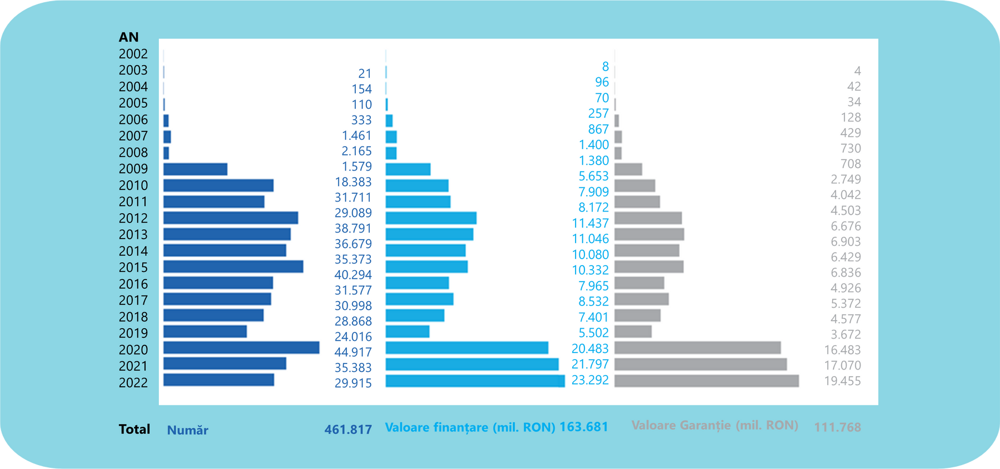 AN
2002
2003 21 8 4
2004 154 96 42
2005 110 70 34
2006 333 257 128
2007 1.461 867 429
2008 2.165 1.400 730
2009 1.579 1.380 708
2010 18.383 5.653 2.749
2011 31.711 7.909 4.042
2012 29.089 8.172 4.503
2013 38.791 11.437 6.676
2014 36.679 11.046 6.903
2015 35.373 10.080 6.429
2016 40.294 10.332 6.836
2017 31.577 7.965 4.926
2018 30.998 8.532 5.372
2019 28.868 7.401 4.577
2020 24.016 5.502 3.672
2021 44.917 20.483 16.483
2022 35.383 21.797 17.070
29.915 23.292 19.455
Total Număr 461.817 Valoare finanțare (mil. RON) 163.681 Valoare Garanție (mil. RON) 111.768